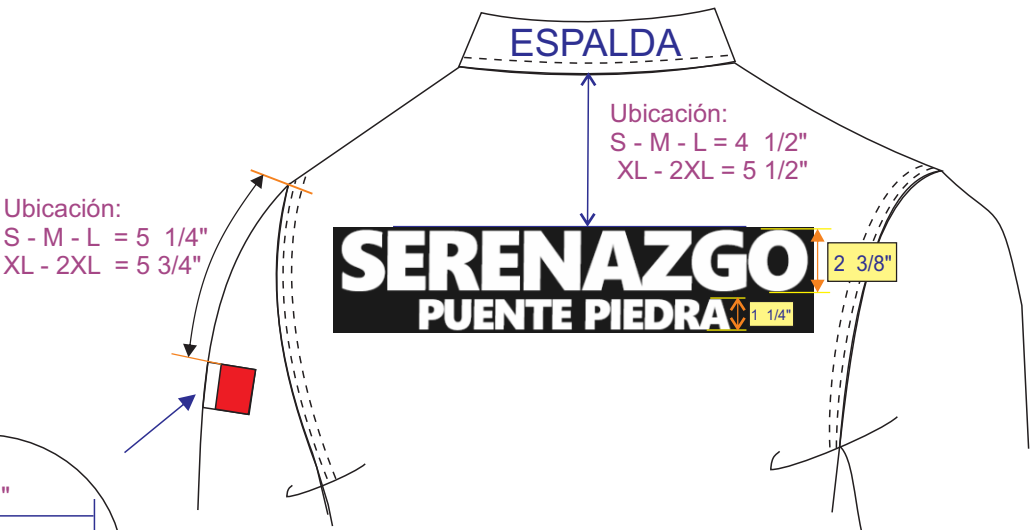 ESPALDA
Ubicación:
S - M - L = 4 1/2"
XL - 2XL = 5 1/2"
Ubicación:
S - M - L = 5 1/4"
XL - 2XL = 5 3/4"
SERENAZGO
2 3/8"
PUENTE PIEDRA
1 1/4"
"